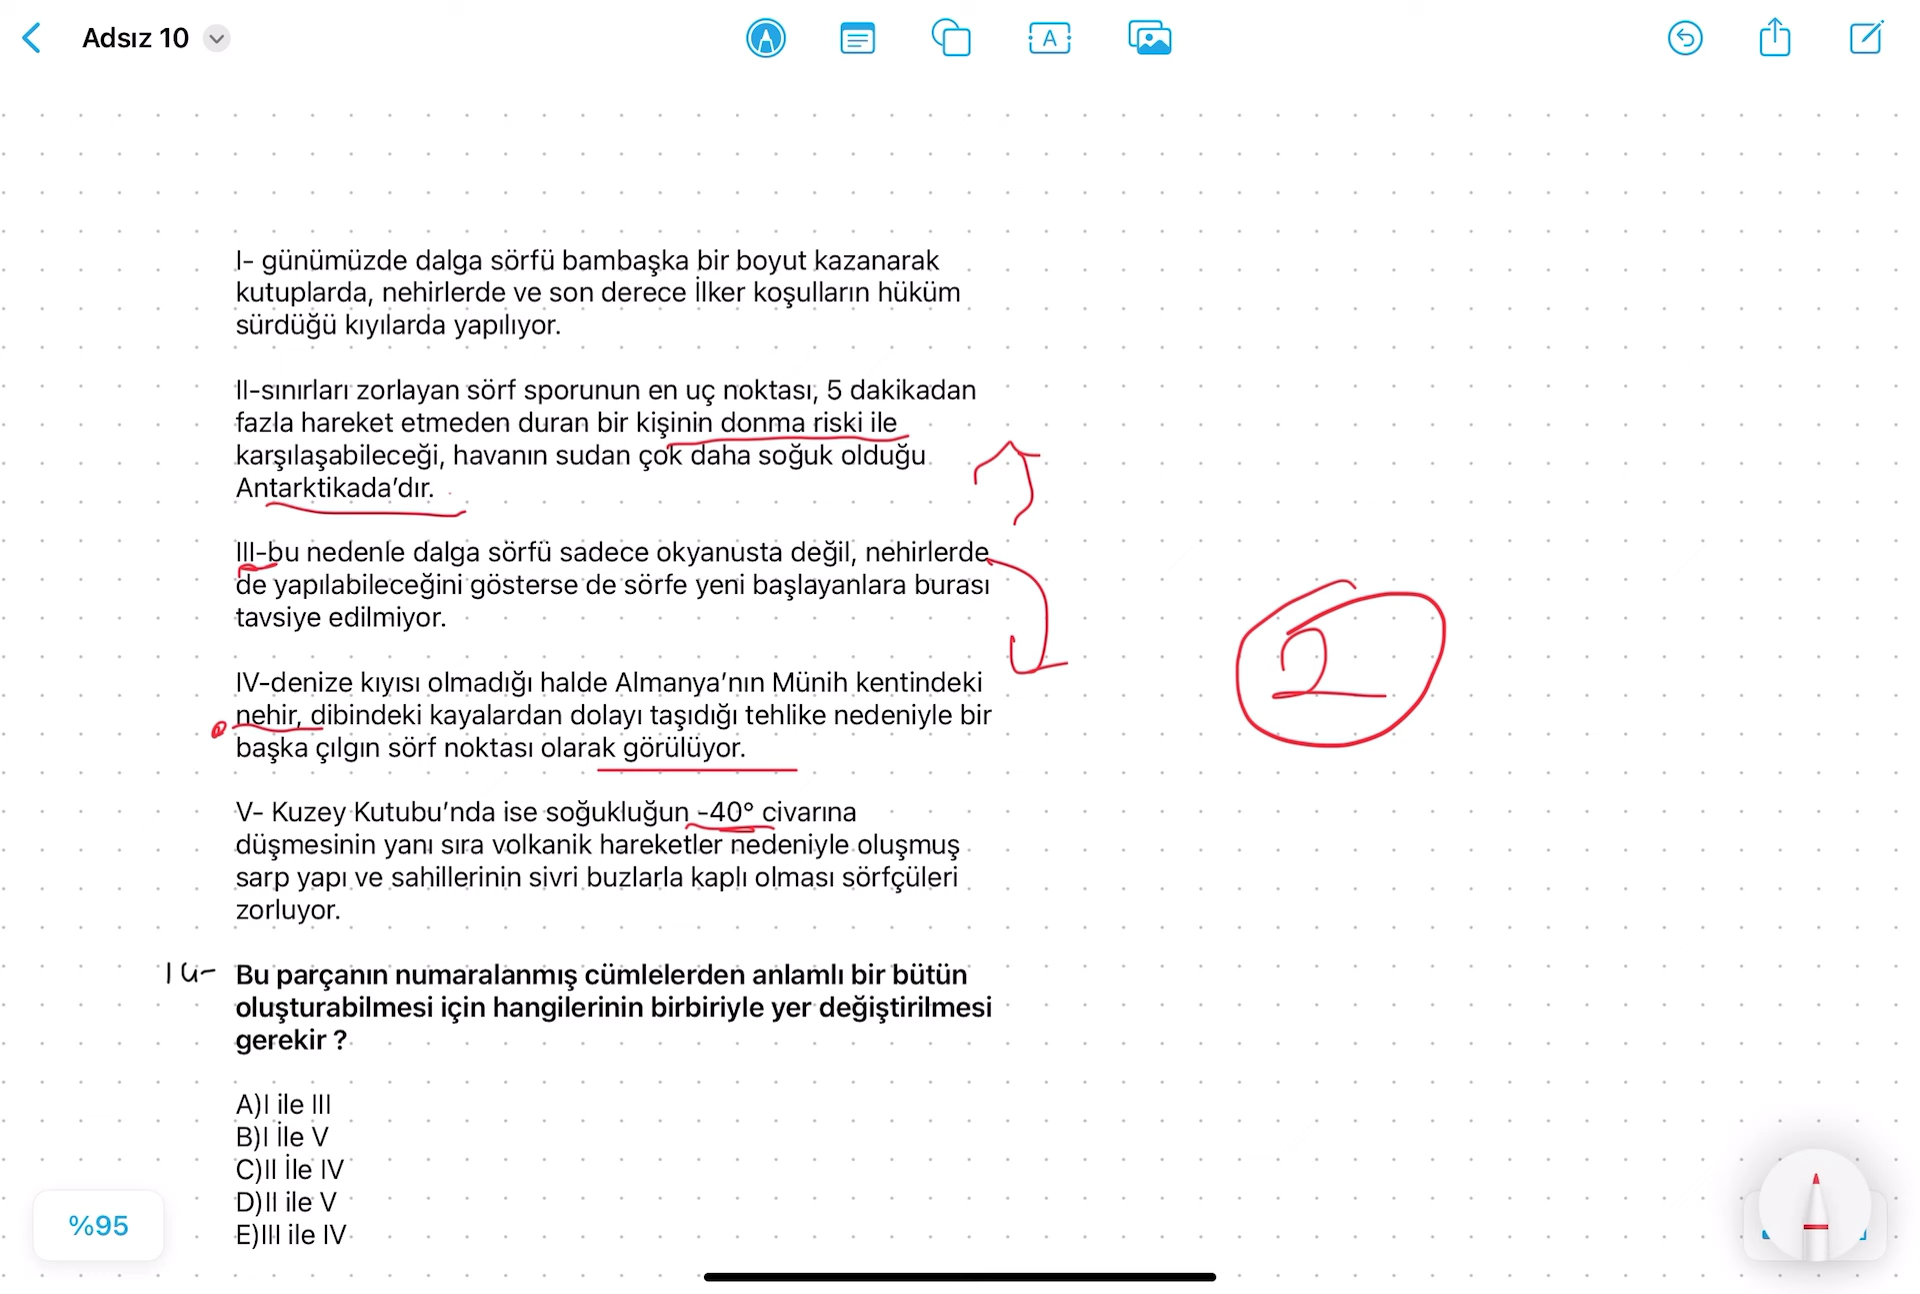 Adsız 10
I- günümüzde dalga sörfü bambaşka bir boyut kazanarak
kutuplarda, nehirlerde ve son derece İlker koşulların hüküm
sürdüğü kıyılarda yapılıyor.
II-sınırları zorlayan sörf sporunun en uç noktası, 5 dakikadan
fazla hareket etmeden duran bir kişinin donma riski ile
karşılaşabileceği, havanın sudan çok daha soğuk olduğu
Antarktikada’dır.
III-bu nedenle dalga sörfü sadece okyanusta değil, nehirlerde
de yapılabileceğini gösterse de sörfe yeni başlayanlara burası
tavsiye edilmiyor.
2
IV-denize kıyısı olmadığı halde Almanya’nın Münih kentindeki
nehir, dibindeki kayalardan dolayı taşıdığı tehlike nedeniyle bir
başka çılgın sörf noktası olarak görülüyor.
V- Kuzey Kutubu’nda ise soğukluğun -40° civarına
düşmesinin yanı sıra volkanik hareketler nedeniyle oluşmuş
sarp yapı ve sahillerinin sivri buzlarla kaplı olması sörfçüleri
zorluyor.
14- Bu parçanın numaralanmış cümlelerden anlamlı bir bütün
oluşturabilmesi için hangilerinin birbiriyle yer değiştirilmesi
gerekir ?
A)I ile III
B)I İle V
C)II İle IV
D)II ile V
E)III ile IV
%95